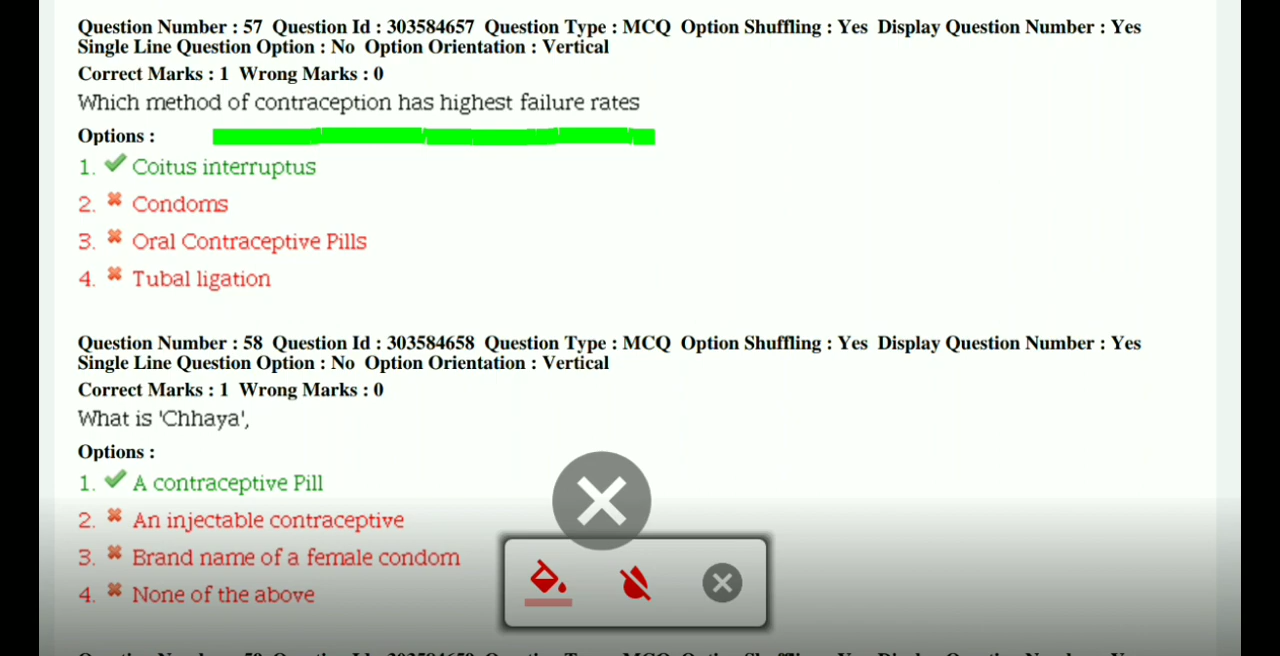 Question Number : 57 Question Id : 303584657 Question Type : MCQ Option Shuffling : Yes Display Question Number : Yes
Single Line Question Option : No Option Orientation : Vertical
Correct Marks : 1 Wrong Marks : 0
Which method of contraception has highest failure rates
Options :
1. Coitus interruptus
2. Condoms
3. Oral Contraceptive Pills
4. Tubal ligation
Question Number : 58 Question Id : 303584658 Question Type : MCQ Option Shuffling : Yes Display Question Number : Yes
Single Line Question Option : No Option Orientation : Vertical
Correct Marks : 1 Wrong Marks : 0
What is 'Chhaya',
Options :
1. A contraceptive Pill
2. An injectable contraceptive
3. Brand name of a female condom
4. None of the above